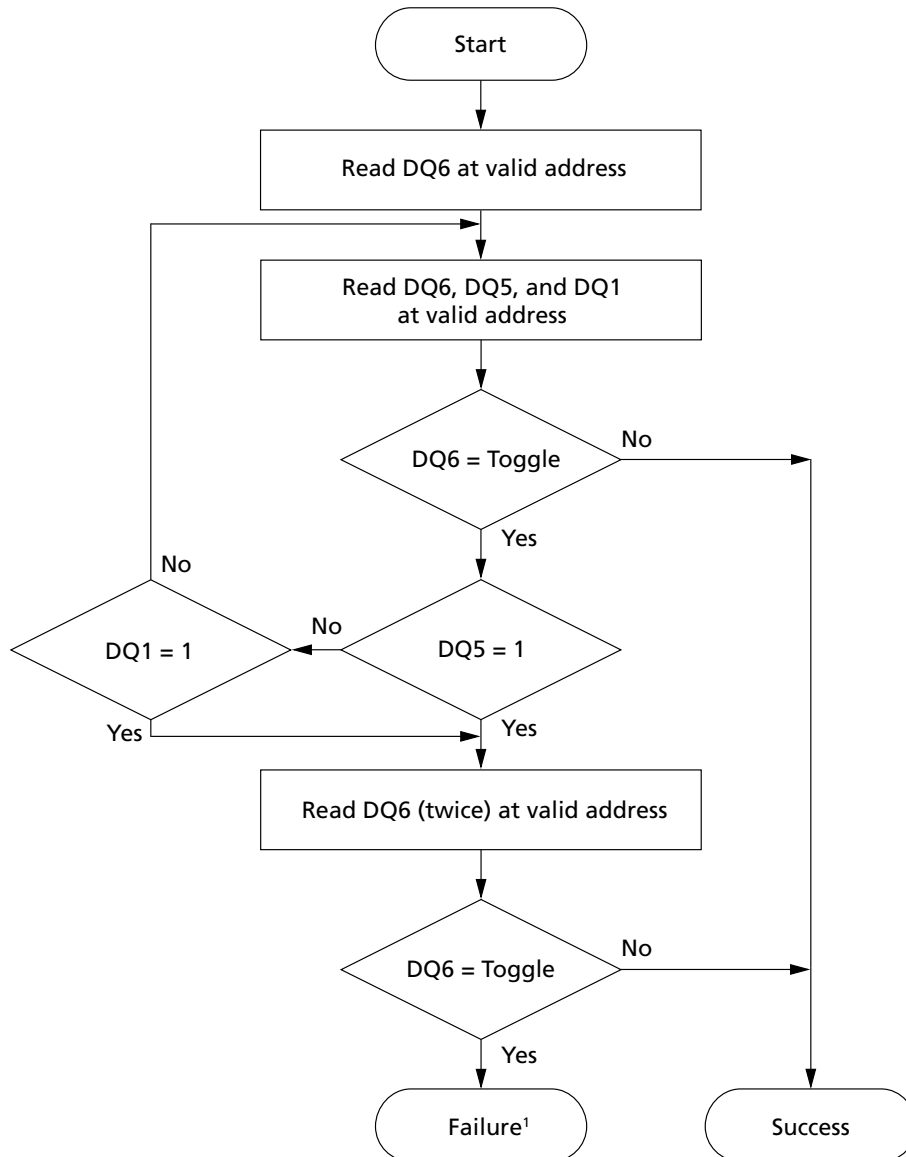 Start
Read DQ6 at valid address
Read DQ6, DQ5, and DQ1
at valid address
DQ6 = Toggle
No
Yes
No
DQ1 = 1
No
DQ5 = 1
Yes
Yes
Read DQ6 (twice) at valid address
DQ6 = Toggle
No
Yes
Failure¹
Success